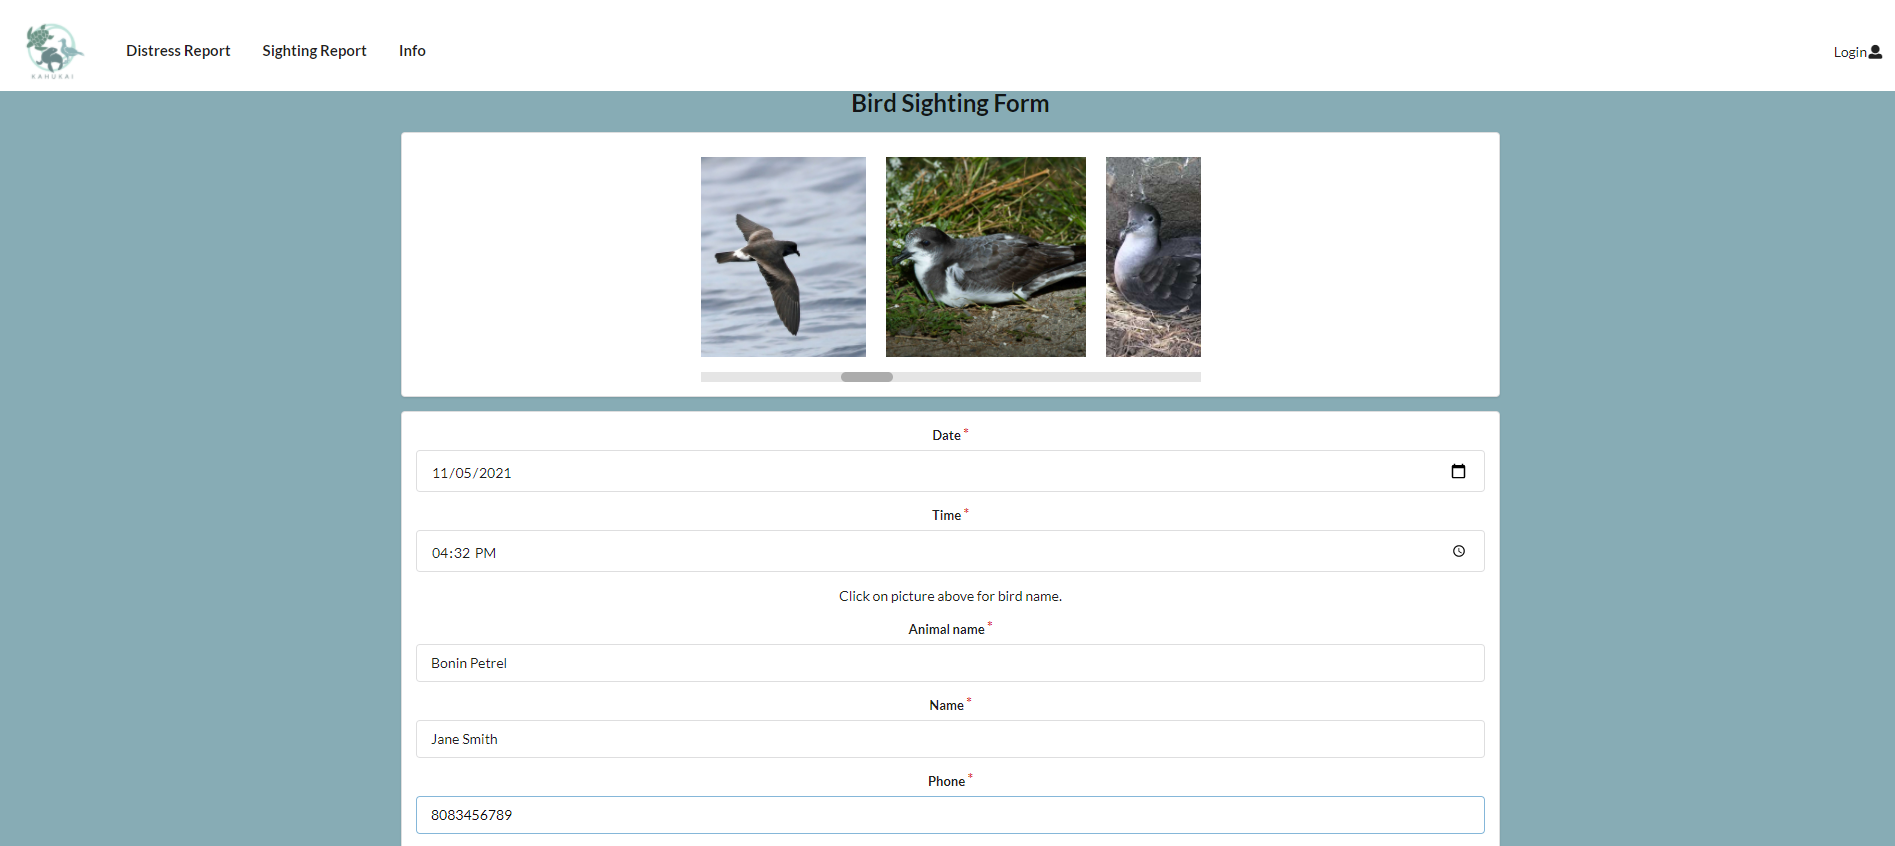 KAHUKAI
Distress Report
Sighting Report
Info
Login
Bird Sighting Form
Date*
11/05/2021
Time*
04:32 PM
Click on picture above for bird name.
Animal name*
Bonin Petrel
Name*
Jane Smith
Phone*
8083456789